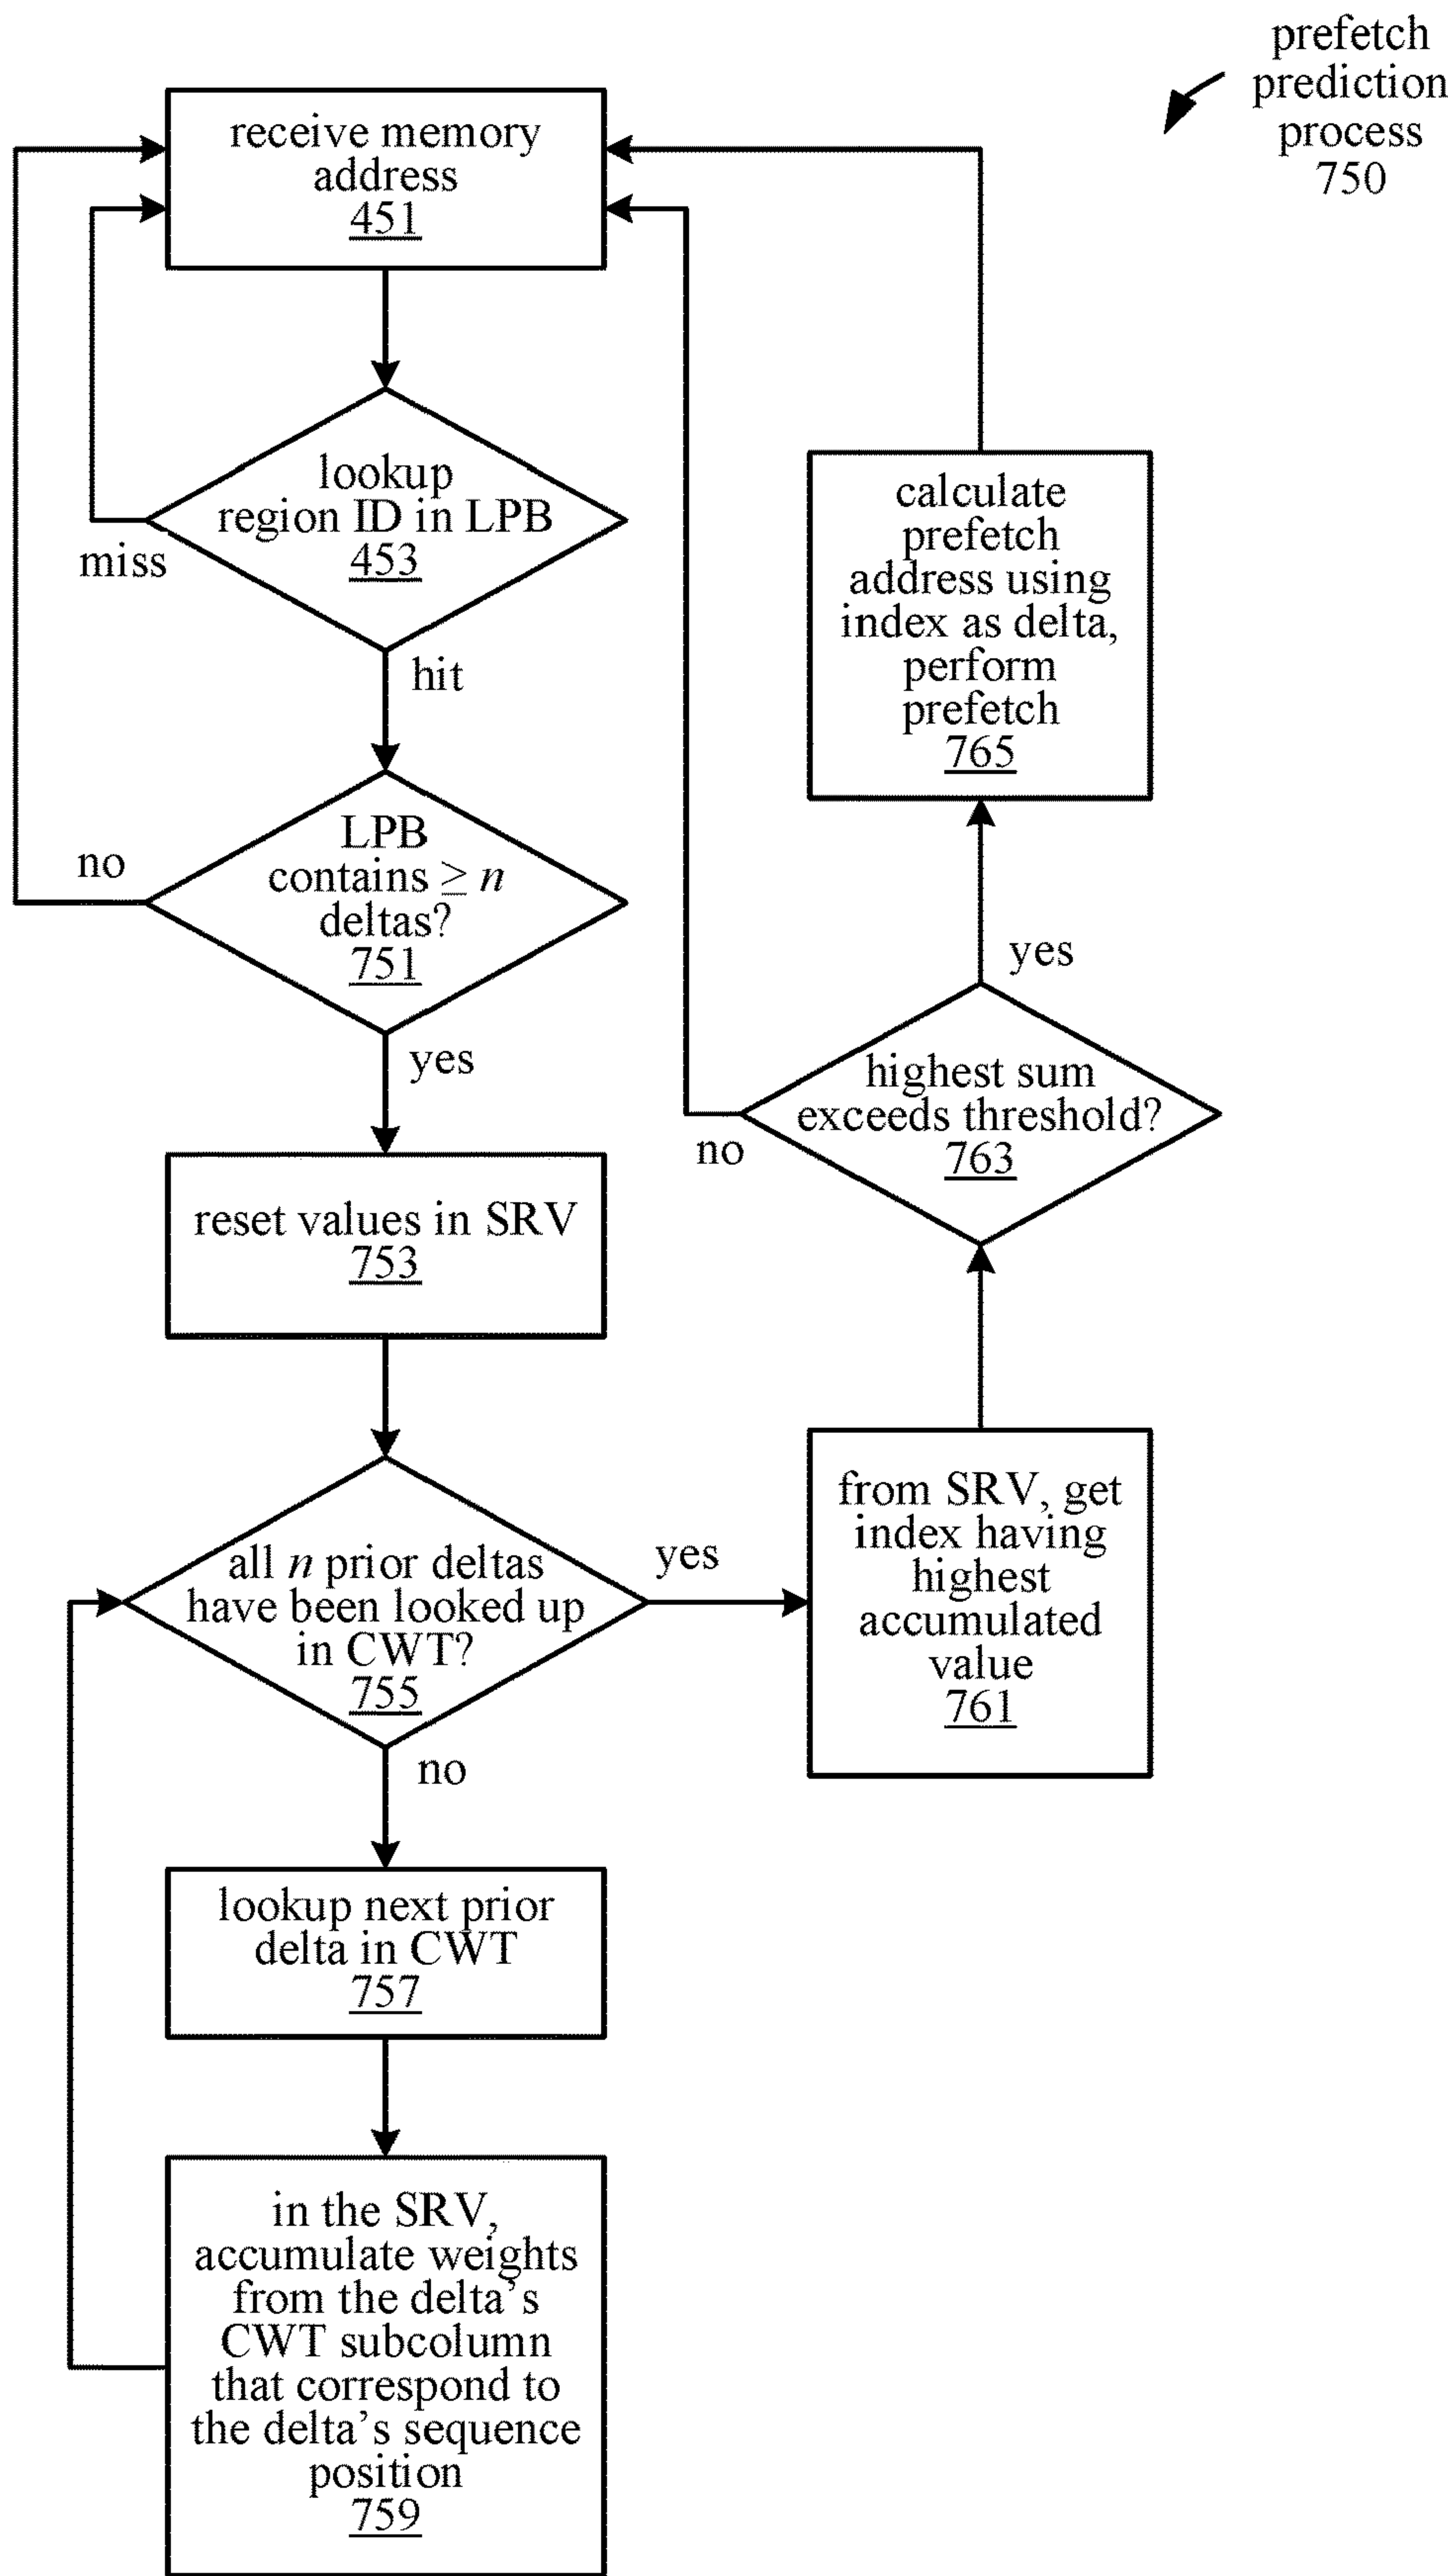 prefetch
prediction
process
750
receive memory
address
451
lookup
region ID in LPB
453
miss
hit
LPB
contains ≥ n
deltas?
751
no
yes
reset values in SRV
753
all n prior deltas
have been looked up
in CWT?
755
yes
no
lookup next prior
delta in CWT
757
in the SRV,
accumulate weights
from the delta's
CWT subcolumn
that correspond to
the delta's sequence
position
759
from SRV, get
index having
highest
accumulated
value
761
highest sum
exceeds threshold?
763
no
yes
calculate
prefetch
address using
index as delta,
perform
prefetch
765